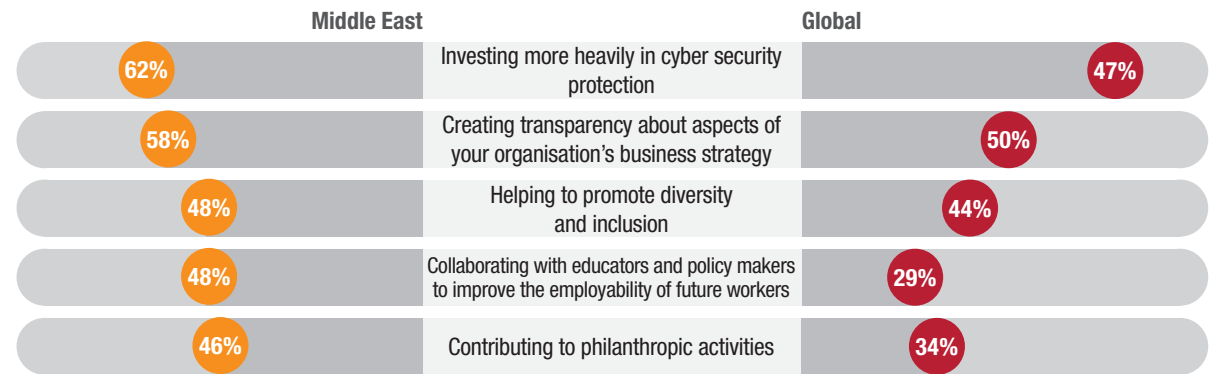 Middle East
Global
62%
Investing more heavily in cyber security
protection
47%
58%
Creating transparency about aspects of
your organisation's business strategy
50%
48%
Helping to promote diversity
and inclusion
44%
48%
Collaborating with educators and policy makers
to improve the employability of future workers
29%
46%
Contributing to philanthropic activities
34%